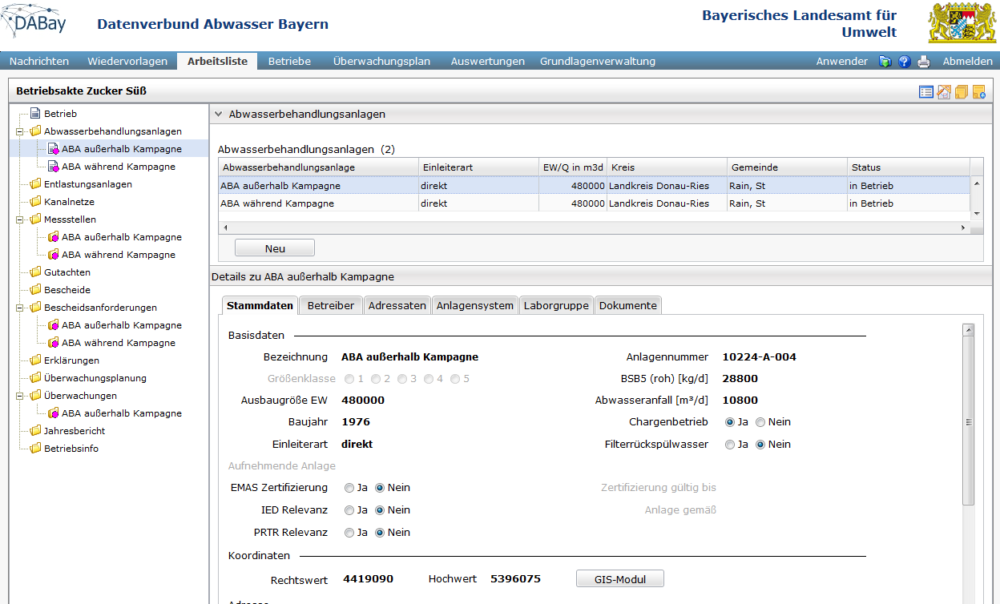 DABay
Datenverbund Abwasser Bayern
Bayerisches Landesamt für
Umwelt
Nachrichten Wiedervorlagen Arbeitsliste Betriebe Überwachungsplan Auswertungen Grundlagenverwaltung Anwender ? Abmelden
Betriebsakte Zucker Süß
Betrieb
Abwasserbehandlungsanlagen
ABA außerhalb Kampagne
ABA während Kampagne
Entlastungsanlagen
Kanalnetze
Messstellen
ABA außerhalb Kampagne
ABA während Kampagne
Gutachten
Bescheide
Bescheidsanforderungen
ABA außerhalb Kampagne
ABA während Kampagne
Erklärungen
Überwachungsplanung
Überwachungen
ABA außerhalb Kampagne
Jahresbericht
Betriebsinfo
Abwasserbehandlungsanlagen
Abwasserbehandlungsanlagen (2)
Abwasserbehandlungsanlage Einleiterart EW/Q in m3d Kreis Gemeinde Status
ABA außerhalb Kampagne direkt 480000 Landkreis Donau-Ries Rain, St in Betrieb
ABA während Kampagne direkt 480000 Landkreis Donau-Ries Rain, St in Betrieb
Neu
Details zu ABA außerhalb Kampagne
Stammdaten Betreiber Adressaten Anlagensystem Laborgruppe Dokumente
Basisdaten
Bezeichnung ABA außerhalb Kampagne Anlagennummer 10224-A-004
Größenklasse 1 2 3 4 5 BSB5 (roh) [kg/d] 28800
Ausbaugröße EW 480000 Abwasseranfall [m³/d] 10800
Baujahr 1976 Chargenbetrieb Ja Nein
Einleiterart direkt Filterrückspülwasser Ja Nein
Aufnehmende Anlage
EMAS Zertifizierung Ja Nein Zertifizierung gültig bis
IED Relevanz Ja Nein Anlage gemäß
PRTR Relevanz Ja Nein
Koordinaten
Rechtswert 4419090 Hochwert 5396075 GIS-Modul